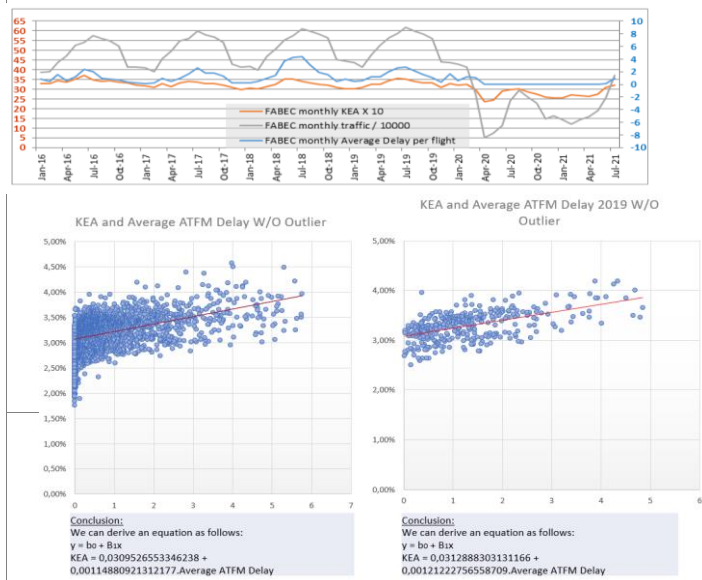 65
60
55
50
45
40
35
30
25
20
15
10
5
0
10
8
6
4
2
0
-2
-4
-6
-8
-10
FABEC monthly KEA X 10
FABEC monthly traffic / 10000
FABEC monthly Average Delay per flight
Jan-16
Apr-16
Jul-16
Oct-16
Jan-17
Apr-17
Jul-17
Oct-17
Jan-18
Apr-18
Jul-18
Oct-18
Jan-19
Apr-19
Jul-19
Oct-19
Jan-20
Apr-20
Jul-20
Oct-20
Jan-21
Apr-21
Jul-21
KEA and Average ATFM Delay W/O Outlier
5,00%
4,50%
4,00%
3,50%
3,00%
2,50%
2,00%
1,50%
1,00%
0,50%
0,00%
0 1 2 3 4 5 6 7
Conclusion:
We can derive an equation as follows:
y = b0 + B1x
KEA = 0,0309526553346238 +
0,00114880921312177.Average ATFM Delay
KEA and Average ATFM Delay 2019 W/O
Outlier
5,00%
4,00%
3,00%
2,00%
1,00%
0,00%
0 1 2 3 4 5 6
Conclusion:
We can derive an equation as follows:
y = b0 + B1x
KEA = 0,0312888303131166 +
0,00121222756558709.Average ATFM Delay